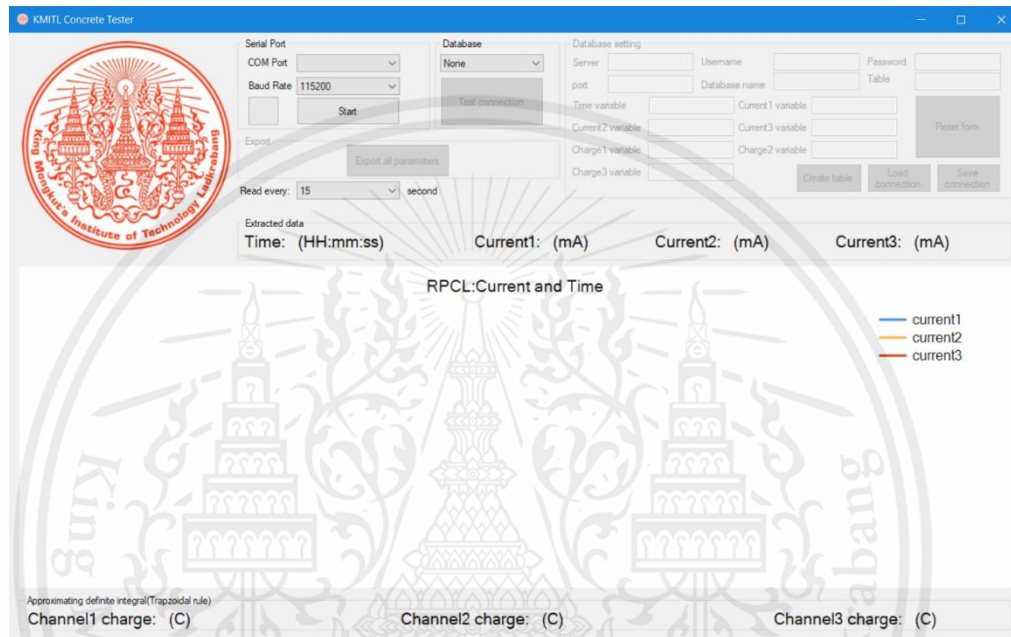 KMITL Concrete Tester
King Mongkut's Institute of Technology Ladkrabang
Serial Port
COM Port
Baud Rate 115200
Start
Database
None
Test connection
Database setting
Server Username Password
port Database name Table
Time variable Current1 variable
Current2 variable Current3 variable
Charge1 variable Charge2 variable
Charge3 variable
Reset form
Create table
Load
connection
Save
connection
Export
Export all parameters
Read every: 15 second
Extracted data
Time: (HH:mm:ss) Current1: (mA) Current2: (mA) Current3: (mA)
RPCL:Current and Time
current1
current2
current3
King
abang
Approximating definite integral(Trapzoidal rule)
Channel1 charge: (C) Channel2 charge: (C) Channel3 charge: (C)